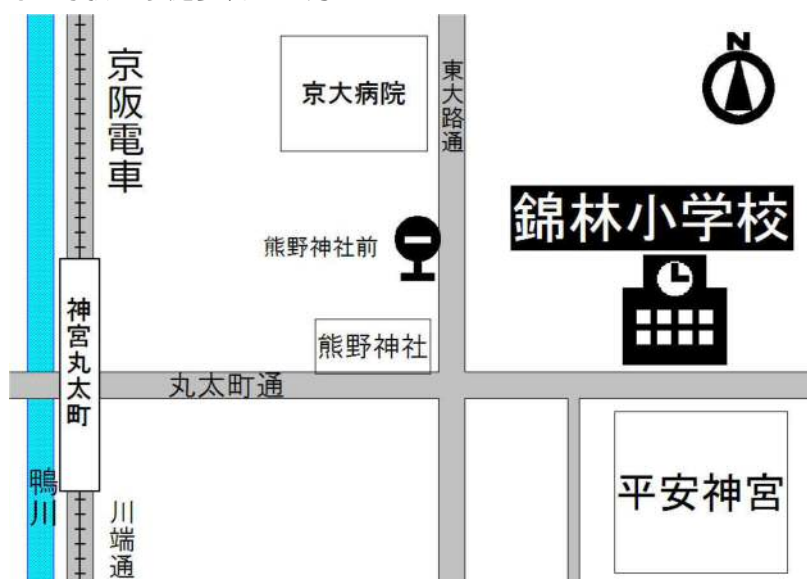 京阪電車
京大病院
東大路通
N
錦林小学校
熊野神社前
神宮丸太町
熊野神社
丸太町通
平安神宮
鴨川
川端通